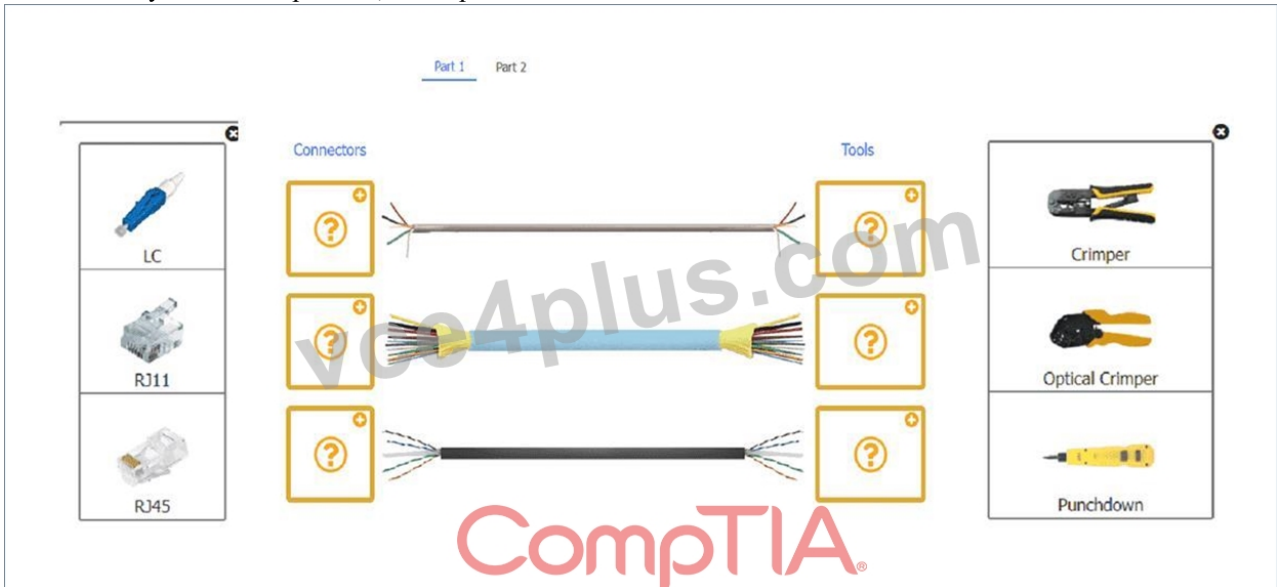 Part 1 Part 2
Connectors Tools
LC
RJ11
RJ45
Crimper
Optical Crimper
Punchdown
vce4plus.com
CompTIA.